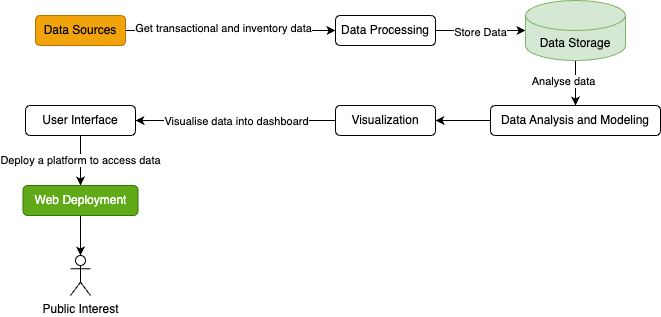 Data Sources
Get transactional and inventory data
Data Processing
Store Data
Data Storage
Analyse data
User Interface
Visualise data into dashboard
Visualization
Data Analysis and Modeling
Deploy a platform to access data
Web Deployment
Public Interest